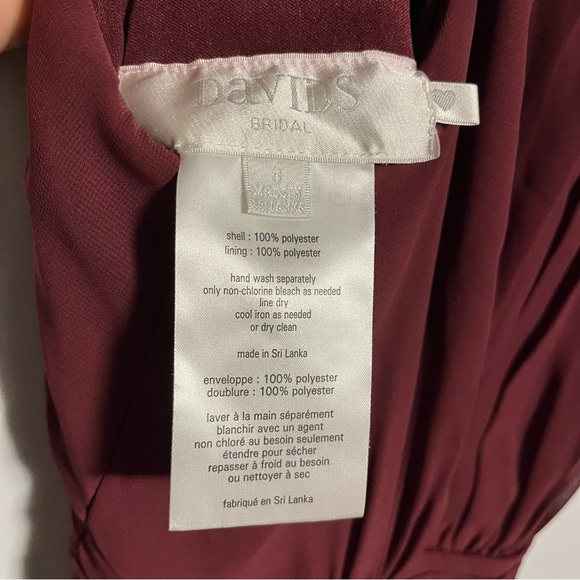 DaVIDS
BRIDAL
shell : 100% polyester
lining : 100% polyester
hand wash separately
only non-chlorine bleach as needed
line dry
cool iron as needed
or dry clean
made in Sri Lanka
enveloppe : 100% polyester
doublure : 100% polyester
laver à la main séparément
blanchir avec un agent
non chloré au besoin seulement
étendre pour sécher
repasser à froid au besoin
ou nettoyer à sec
fabriqué en Sri Lanka